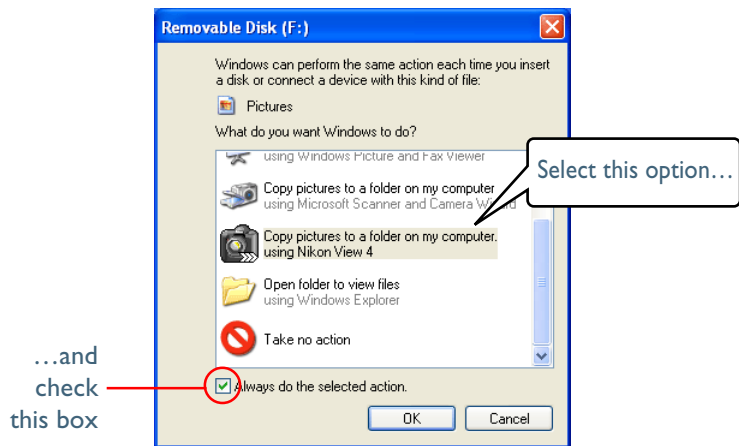 Removable Disk (F:)
Windows can perform the same action each time you insert
a disk or connect a device with this kind of file:
Pictures
What do you want Windows to do?
using Windows Picture and Fax Viewer
Select this option…
Copy pictures to a folder on my computer
using Microsoft Scanner and Camera Wizard
Copy pictures to a folder on my computer.
using Nikon View 4
Open folder to view files
using Windows Explorer
Take no action
…and
check
this box
Always do the selected action.
OK
Cancel